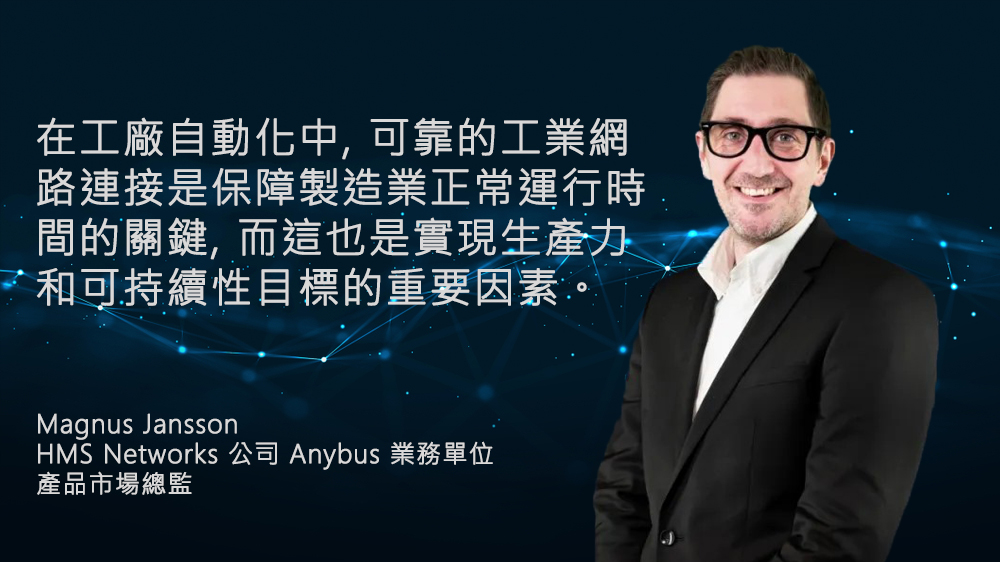 在工廠自動化中, 可靠的工業網
路連接是保障製造業正常運行時
間的關鍵, 而這也是實現生產力
和可持續性目標的重要因素。
Magnus Jansson
HMS Networks 公司 Anybus 業務單位
產品市場總監